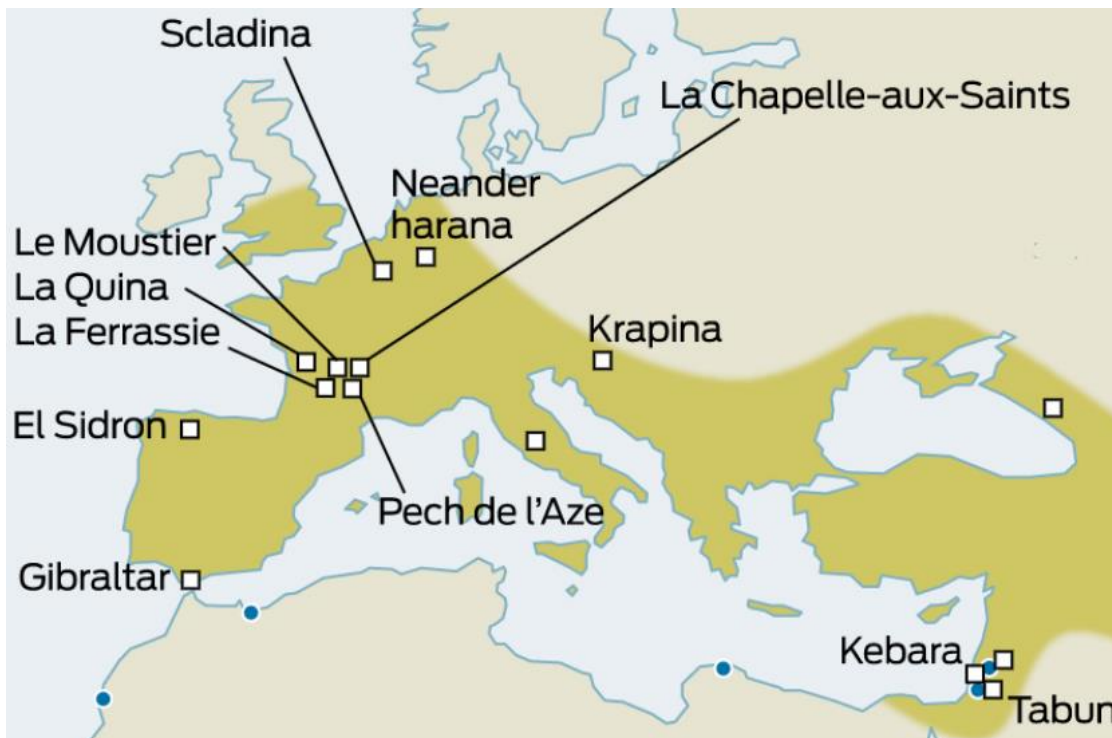 Scladina
La Chapelle-aux-Saints
Neander
harana
Le Moustier
La Quina
La Ferrassie
Krapina
El Sidron
Pech de l'Aze
Gibraltar
Kebara
Tabun